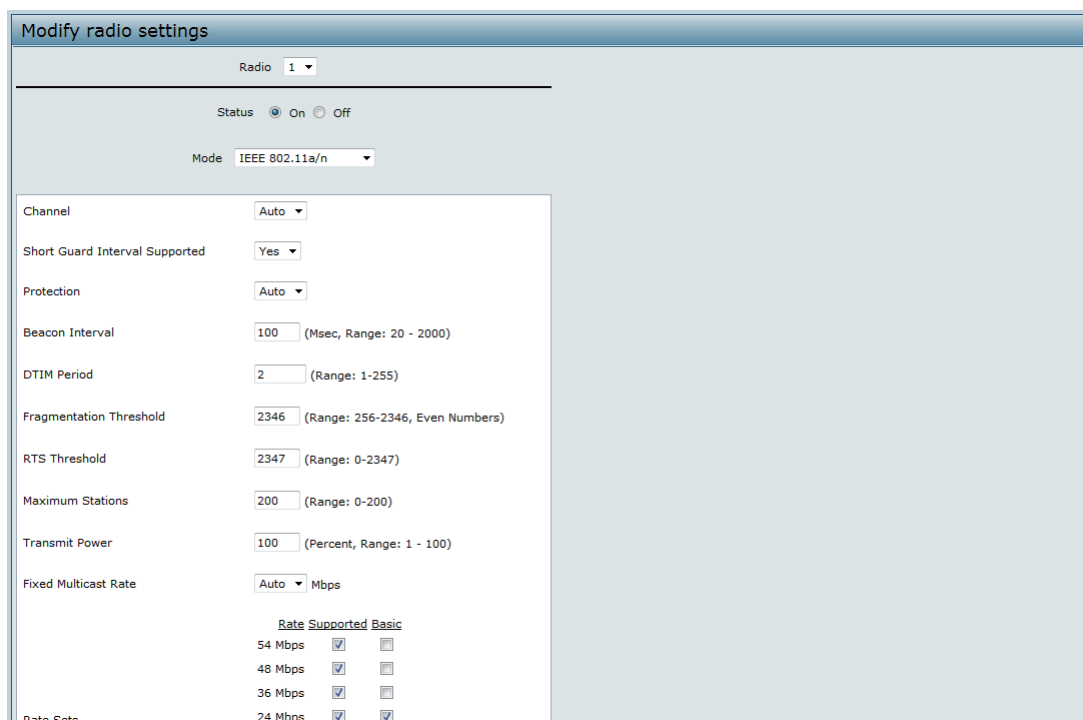 Modify radio settings
Radio 1
Status On Off
Mode IEEE 802.11a/n
Channel Auto
Short Guard Interval Supported Yes
Protection Auto
Beacon Interval 100 (Msec, Range: 20 - 2000)
DTIM Period 2 (Range: 1-255)
Fragmentation Threshold 2346 (Range: 256-2346, Even Numbers)
RTS Threshold 2347 (Range: 0-2347)
Maximum Stations 200 (Range: 0-200)
Transmit Power 100 (Percent, Range: 1 - 100)
Fixed Multicast Rate Auto Mbps
Rate Supported Basic
54 Mbps
48 Mbps
36 Mbps
Rate Sets 24 Mbps